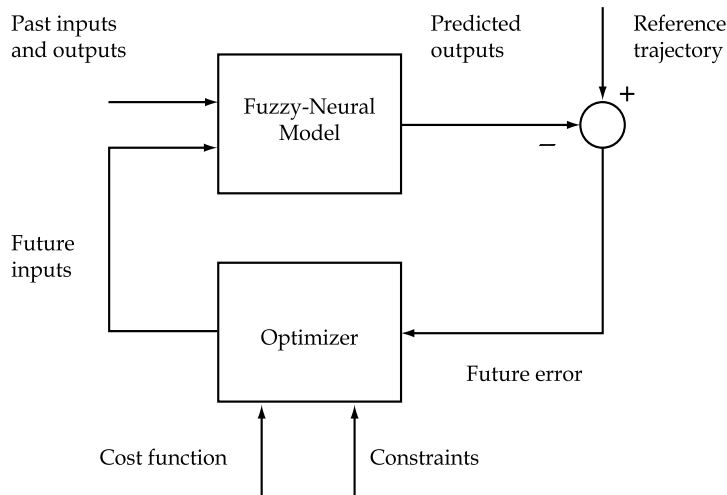 Past inputs
and outputs
Predicted
outputs
Reference
trajectory
Fuzzy-Neural
Model
+
−
Future
inputs
Optimizer
Future error
Cost function
Constraints